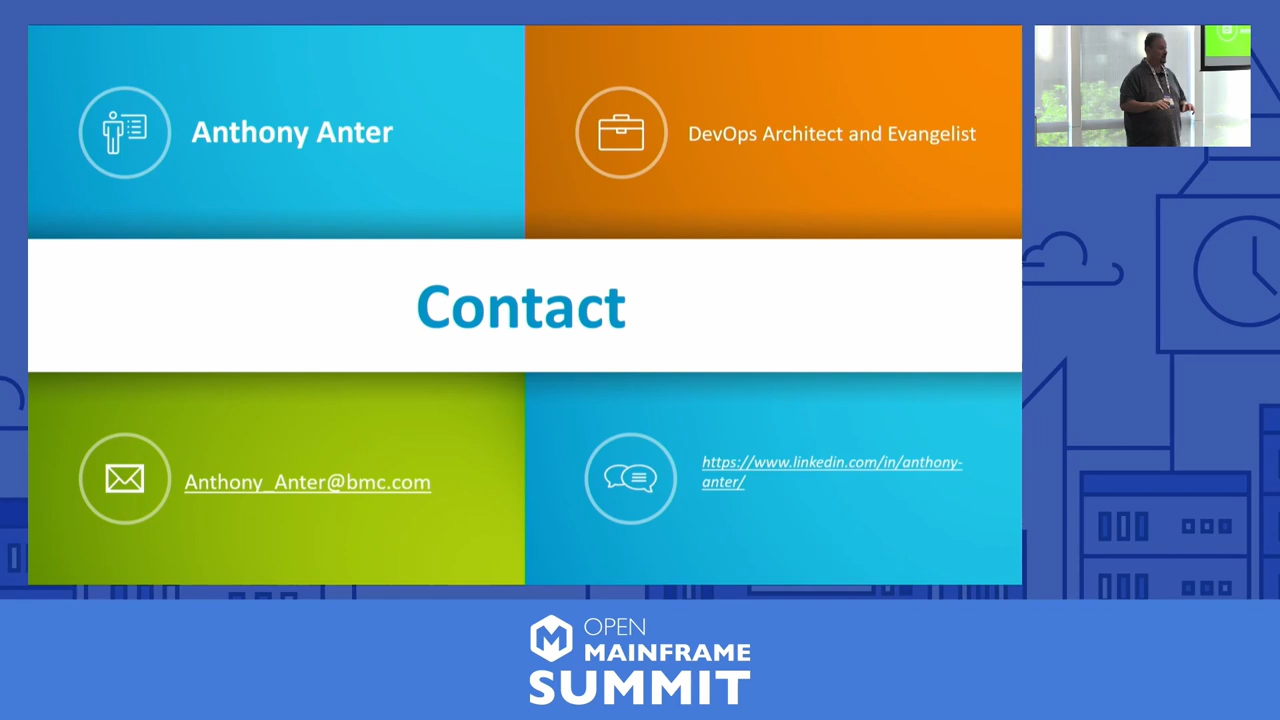 Anthony Anter
DevOps Architect and Evangelist
Contact
Anthony_Anter@bmc.com
https://www.linkedin.com/in/anthony-
anter/
OPEN
MAINFRAME
SUMMIT